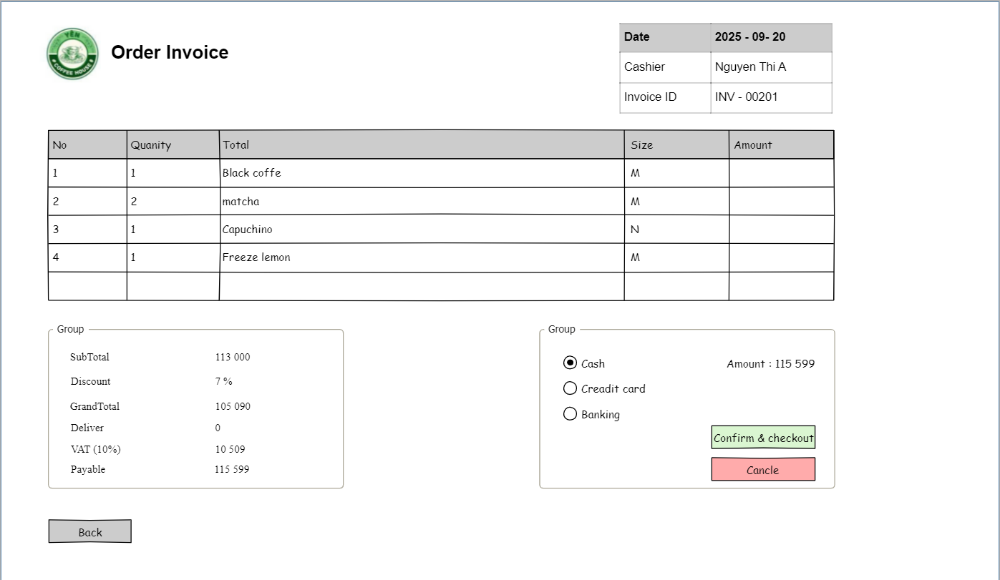 YÊN
COFFEE HOUSE
Order Invoice
Date 2025 - 09- 20
Cashier Nguyen Thi A
Invoice ID INV - 00201
No Quanity Total Size Amount
1 1 Black coffe M
2 2 matcha M
3 1 Capuchino N
4 1 Freeze lemon M
Group
SubTotal 113 000
Discount 7 %
GrandTotal 105 090
Deliver 0
VAT (10%) 10 509
Payable 115 599
Group
Cash Amount : 115 599
Creadit card
Banking
Confirm & checkout
Cancle
Back